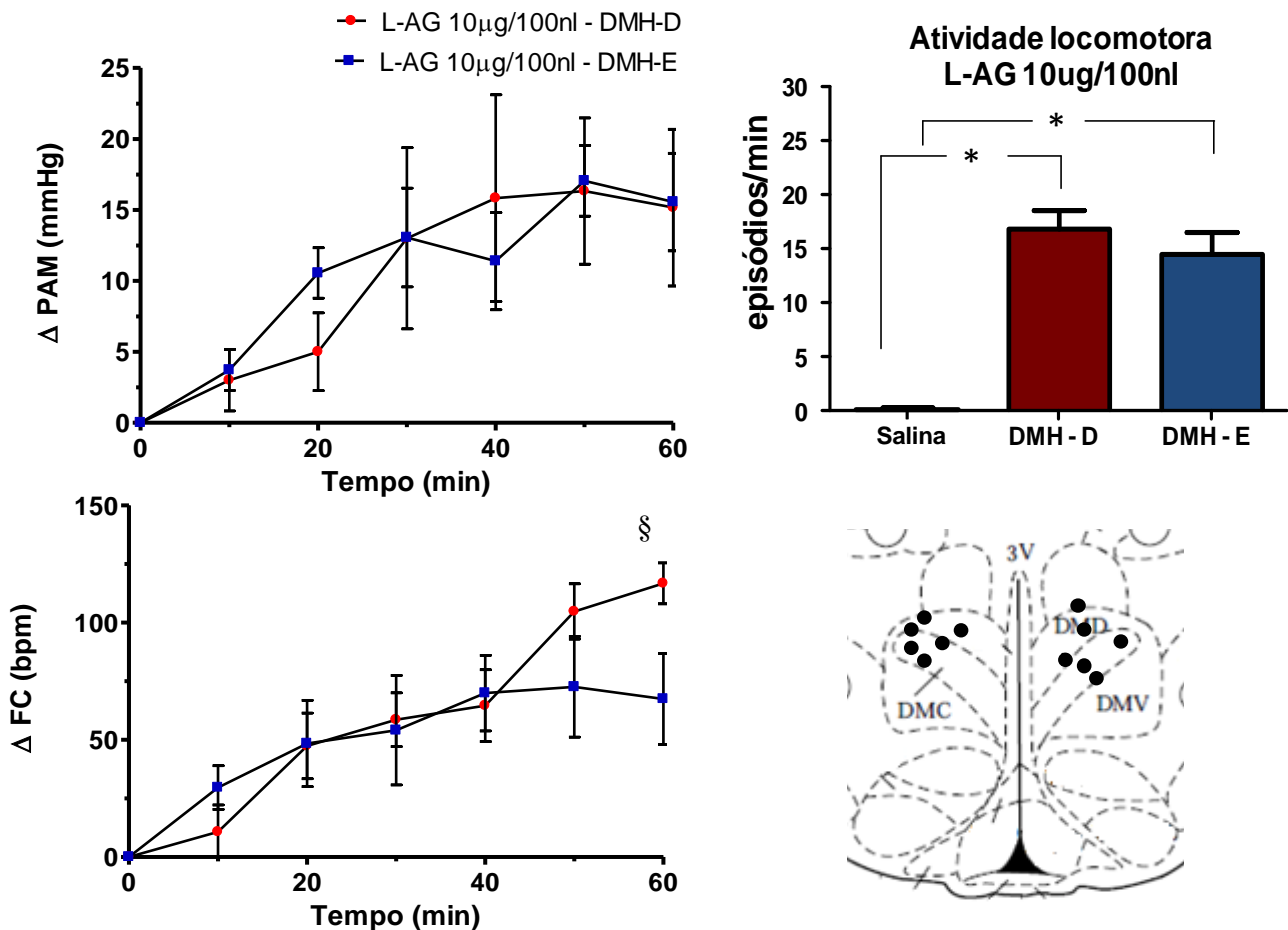 L-AG 10μg/100nl - DMH-D
L-AG 10μg/100nl - DMH-E
25
20
15
10
5
0
Δ PAM (mmHg)
0
20
40
60
Tempo (min)
Atividade locomotora
L-AG 10ug/100nl
30
25
20
15
10
5
0
episódios/min
*
*
Salina
DMH - D
DMH - E
150
100
50
0
Δ FC (bpm)
§
0
20
40
60
Tempo (min)
3V
DMD
DMC
DMV